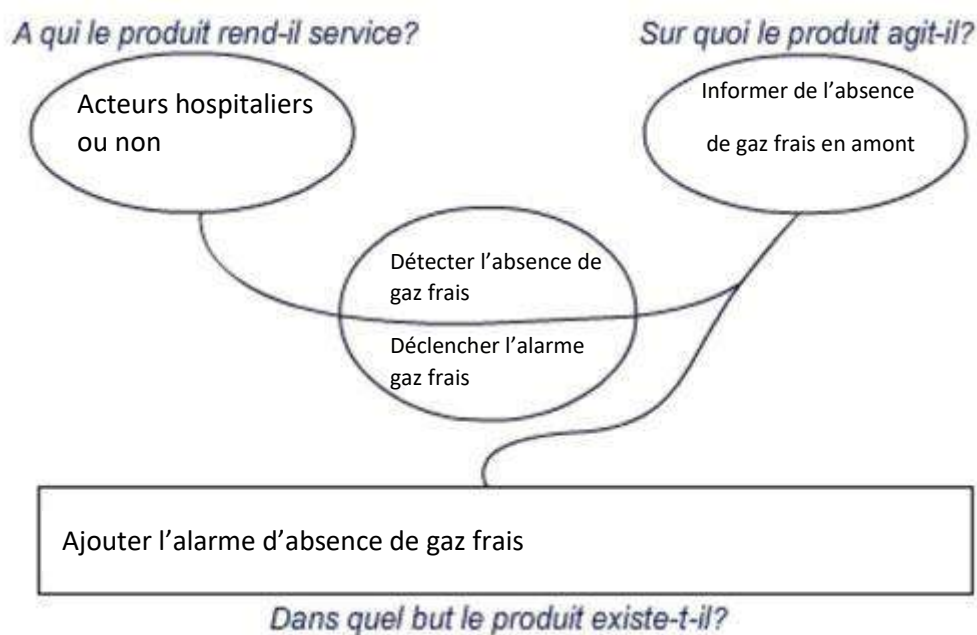 A qui le produit rend-il service?
Sur quoi le produit agit-il?
Acteurs hospitaliers
ou non
Informer de l’absence
de gaz frais en amont
Détecter l’absence de
gaz frais
Déclencher l’alarme
gaz frais
Ajouter l’alarme d’absence de gaz frais
Dans quel but le produit existe-t-il?